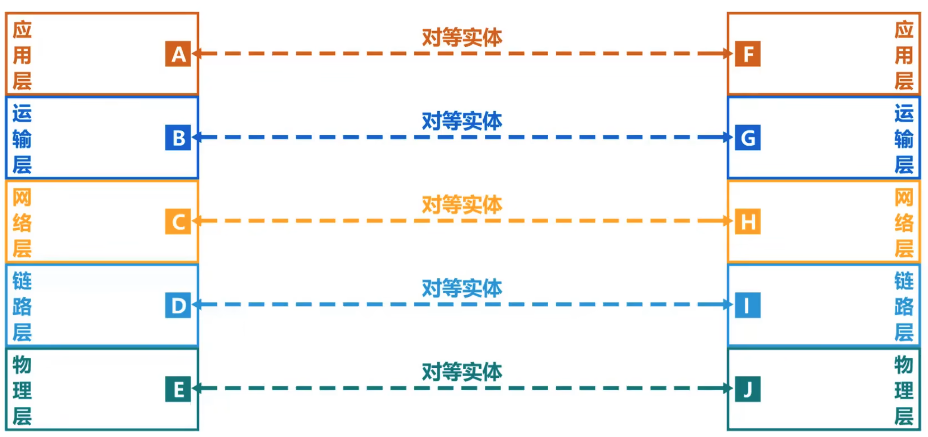 应用层 A 对等实体 F 应用层
运输层 B 对等实体 G 运输层
网络层 C 对等实体 H 网络层
链路层 D 对等实体 I 链路层
物理层 E 对等实体 J 物理层